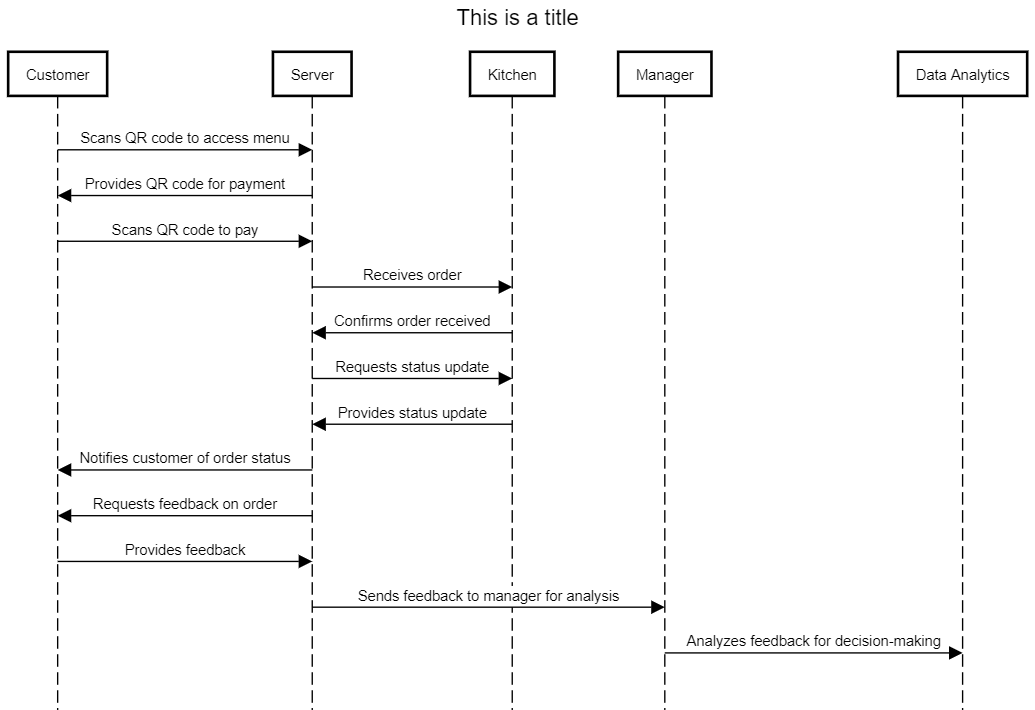 This is a title
Customer
Server
Kitchen
Manager
Data Analytics
Scans QR code to access menu
Provides QR code for payment
Scans QR code to pay
Receives order
Confirms order received
Requests status update
Provides status update
Notifies customer of order status
Requests feedback on order
Provides feedback
Sends feedback to manager for analysis
Analyzes feedback for decision-making